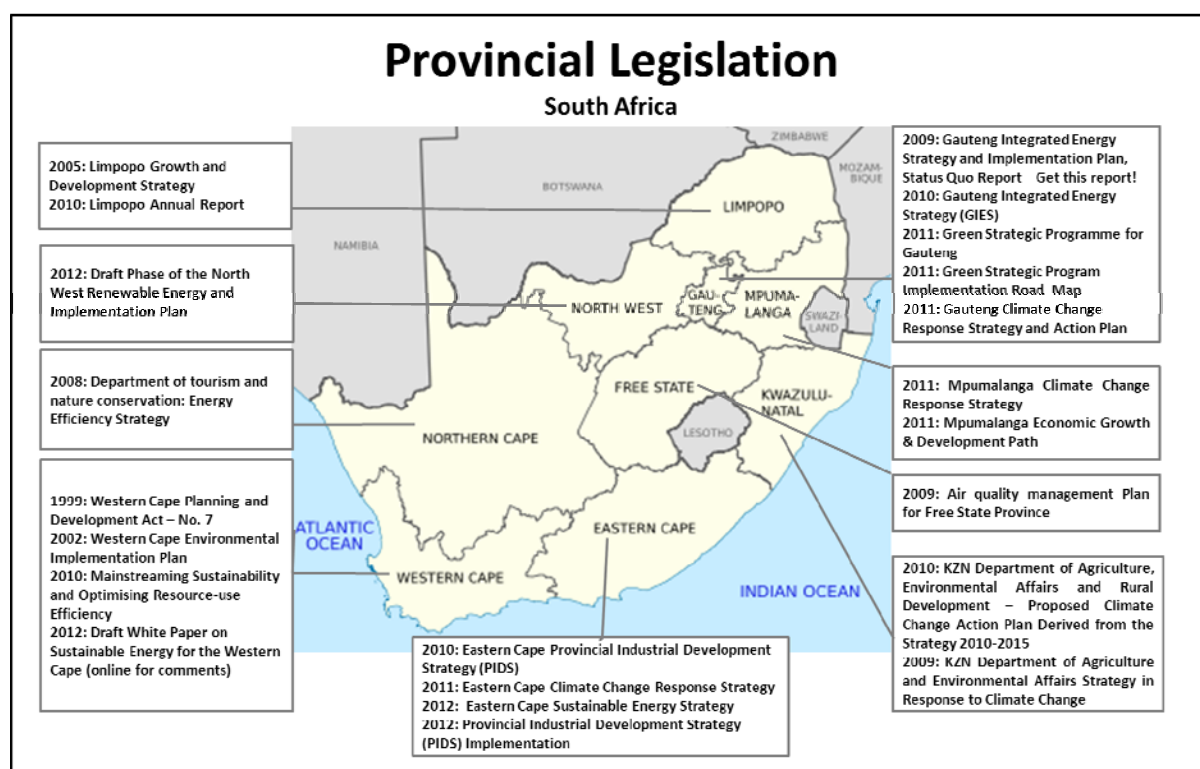 Provincial Legislation
South Africa
2005: Limpopo Growth and
Development Strategy
2010: Limpopo Annual Report
2012: Draft Phase of the North
West Renewable Energy and
Implementation Plan
2008: Department of tourism and
nature conservation: Energy
Efficiency Strategy
1999: Western Cape Planning and
Development Act – No. 7
2002: Western Cape Environmental
Implementation Plan
2010: Mainstreaming Sustainability
and Optimising Resource-use
Efficiency
2012: Draft White Paper on
Sustainable Energy for the Western
Cape (online for comments)
ZIMBABWE
MOZAM-
BIQUE
BOTSWANA
NAMIBIA
LIMPOPO
NORTH WEST
GAU-
TENG
MPUMA-
LANGA
SWAZI-
LAND
FREE STATE
KWAZULU-
NATAL
LESOTHO
NORTHERN CAPE
EASTERN CAPE
WESTERN CAPE
ATLANTIC
OCEAN
INDIAN OCEAN
2010: Eastern Cape Provincial Industrial Development
Strategy (PIDS)
2011: Eastern Cape Climate Change Response Strategy
2012: Eastern Cape Sustainable Energy Strategy
2012: Provincial Industrial Development Strategy
(PIDS) Implementation
2009: Gauteng Integrated Energy
Strategy and Implementation Plan,
Status Quo Report Get this report!
2010: Gauteng Integrated Energy
Strategy (GIES)
2011: Green Strategic Programme for
Gauteng
2011: Green Strategic Program
Implementation Road Map
2011: Gauteng Climate Change
Response Strategy and Action Plan
2011: Mpumalanga Climate Change
Response Strategy
2011: Mpumalanga Economic Growth
& Development Path
2009: Air quality management Plan
for Free State Province
2010: KZN Department of Agriculture,
Environmental Affairs and Rural
Development – Proposed Climate
Change Action Plan Derived from the
Strategy 2010-2015
2009: KZN Department of Agriculture
and Environmental Affairs Strategy in
Response to Climate Change